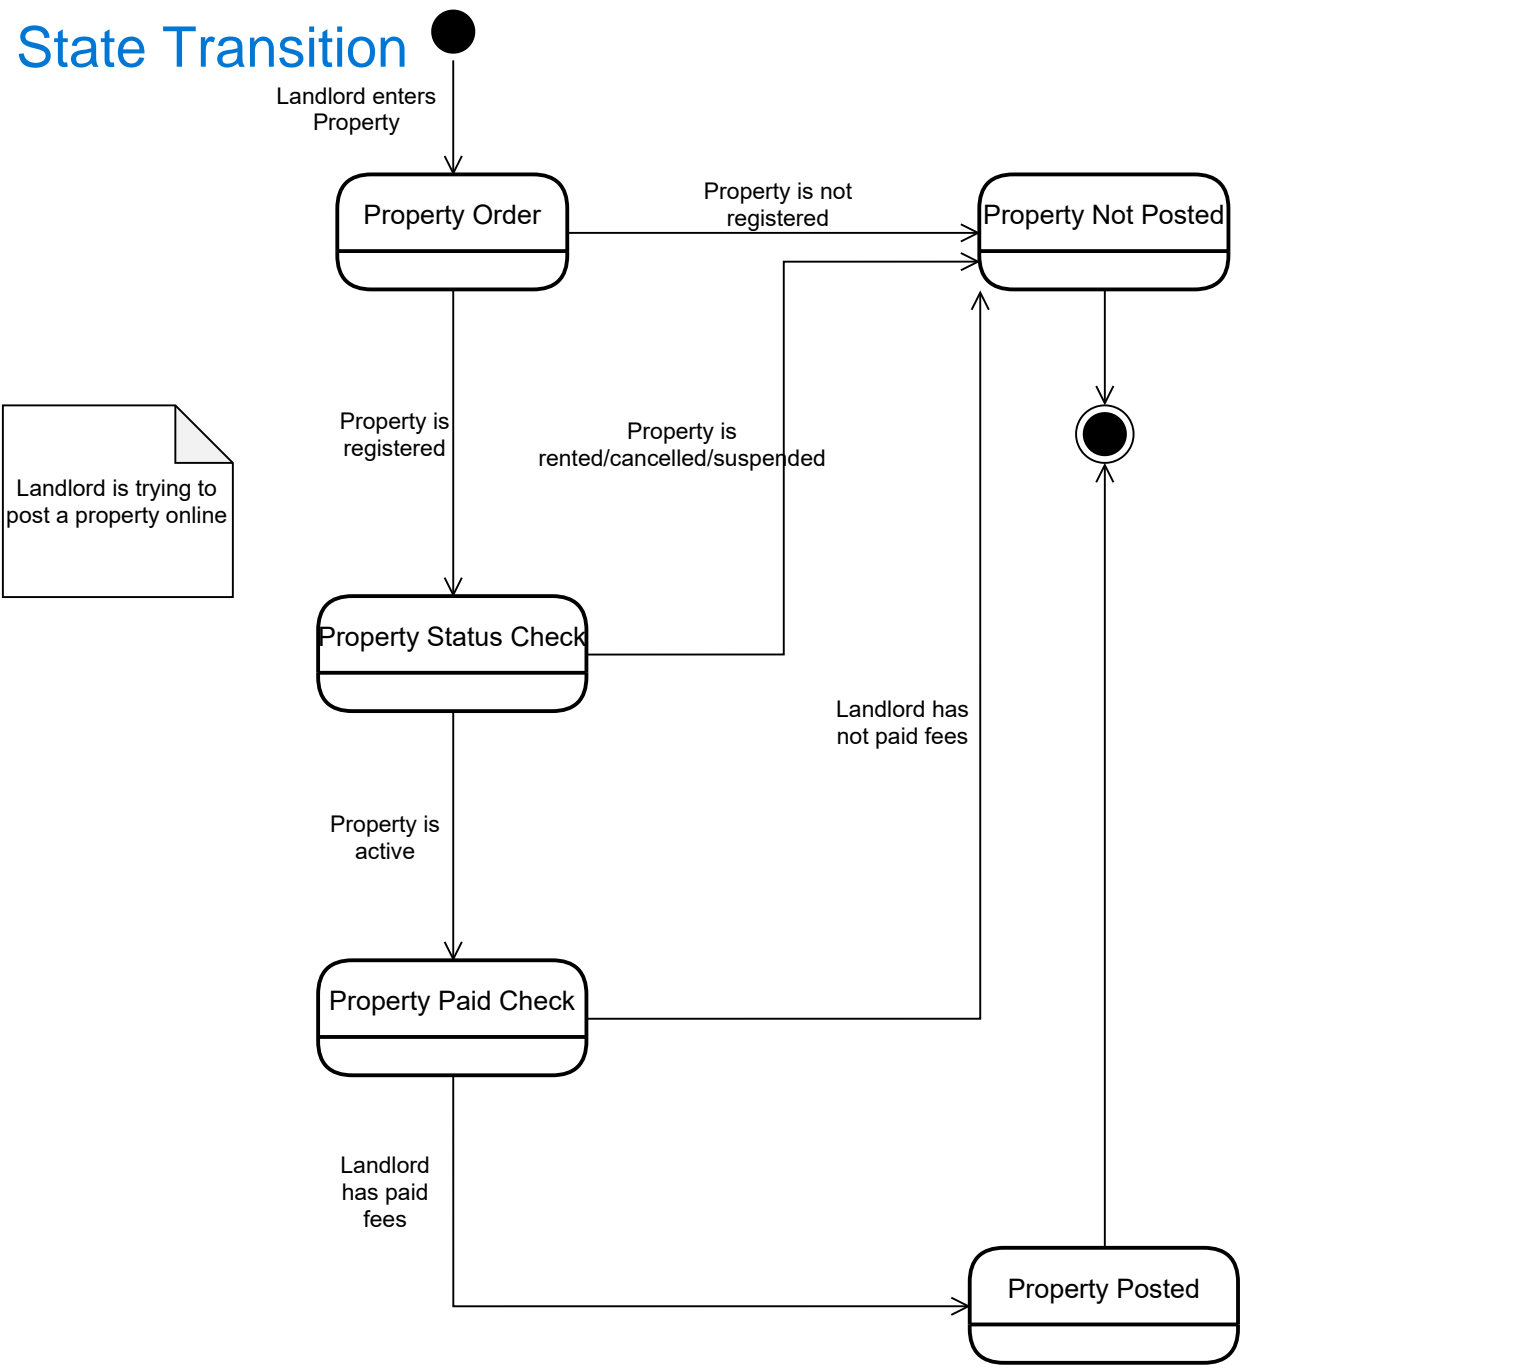 State Transition
Landlord enters
Property
Property Order
Property is not
registered
Property Not Posted
Property is
registered
Property is
rented/cancelled/suspended
Landlord is trying to
post a property online
Property Status Check
Landlord has
not paid fees
Property is
active
Property Paid Check
Landlord
has paid
fees
Property Posted